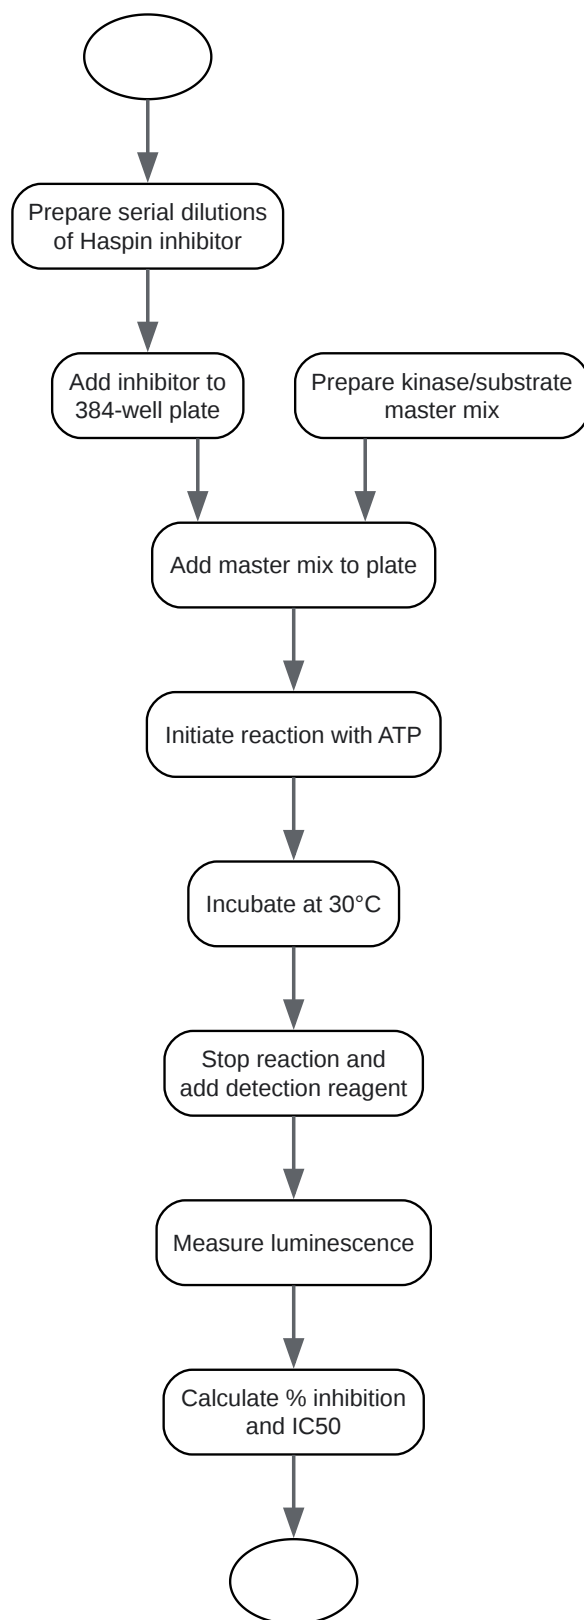 Prepare serial dilutions
of Haspin inhibitor
Add inhibitor to
384-well plate
Prepare kinase/substrate
master mix
Add master mix to plate
Initiate reaction with ATP
Incubate at 30°C
Stop reaction and
add detection reagent
Measure luminescence
Calculate % inhibition
and IC50